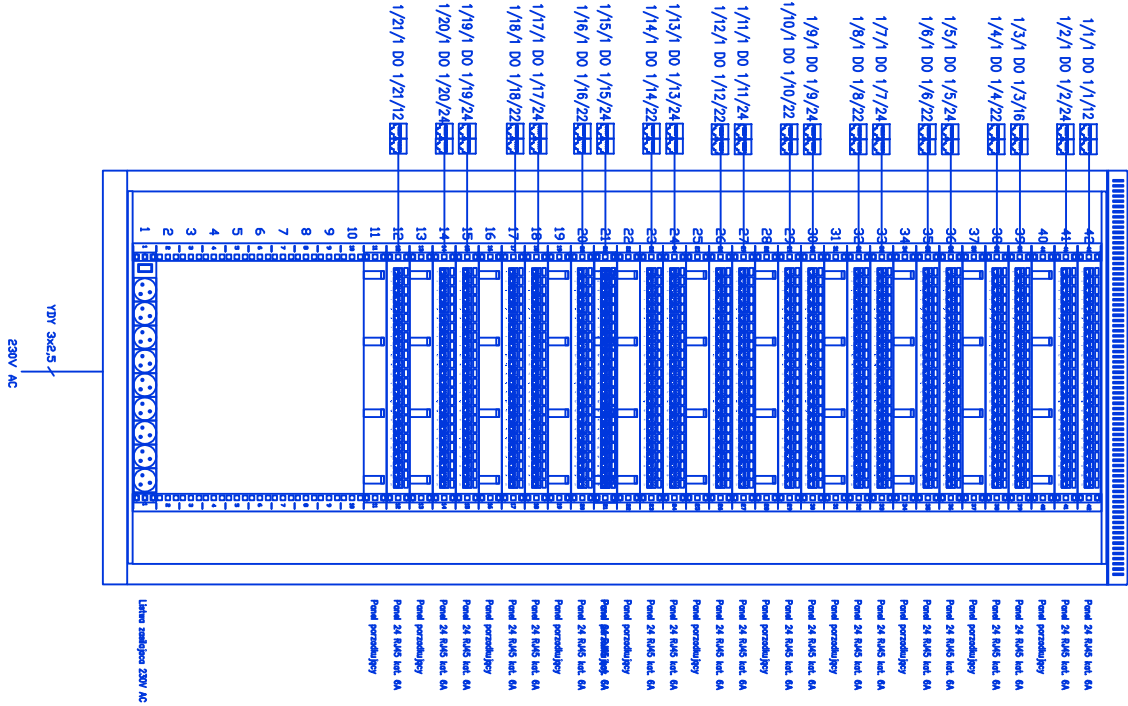 1/1/1 DO 1/1/12 42 Panel 24 RJ45 kat. 6A
1/2/1 DO 1/2/24 41 Panel 24 RJ45 kat. 6A
40 Panel porzadkujący
1/3/1 DO 1/3/16 39 Panel 24 RJ45 kat. 6A
1/4/1 DO 1/4/22 38 Panel 24 RJ45 kat. 6A
37 Panel porzadkujący
1/5/1 DO 1/5/24 36 Panel 24 RJ45 kat. 6A
1/6/1 DO 1/6/22 35 Panel 24 RJ45 kat. 6A
34 Panel porzadkujący
1/7/1 DO 1/7/24 33 Panel 24 RJ45 kat. 6A
1/8/1 DO 1/8/22 32 Panel 24 RJ45 kat. 6A
31 Panel porzadkujący
1/9/1 DO 1/9/24 30 Panel 24 RJ45 kat. 6A
1/10/1 DO 1/10/22 29 Panel 24 RJ45 kat. 6A
28 Panel porzadkujący
1/11/1 DO 1/11/24 27 Panel 24 RJ45 kat. 6A
1/12/1 DO 1/12/22 26 Panel 24 RJ45 kat. 6A
25 Panel porzadkujący
1/13/1 DO 1/13/24 24 Panel 24 RJ45 kat. 6A
1/14/1 DO 1/14/22 23 Panel 24 RJ45 kat. 6A
22 Panel porzadkujący
1/15/1 DO 1/15/24 21 Panel
1/16/1 DO 1/16/22 20 Panel 24 RJ45 kat. 6A
19 Panel porzadkujący
1/17/1 DO 1/17/24 18 Panel 24 RJ45 kat. 6A
1/18/1 DO 1/18/22 17 Panel 24 RJ45 kat. 6A
16 Panel porzadkujący
1/19/1 DO 1/19/24 15 Panel 24 RJ45 kat. 6A
1/20/1 DO 1/20/24 14 Panel 24 RJ45 kat. 6A
13 Panel porzadkujący
1/21/1 DO 1/21/12 12 Panel 24 RJ45 kat. 6A
11 Panel porzadkujący
10
9
8
7
6
5
4
3
2
1 Listwa zasilająca 230V AC
YDY 3x2,5
230V AC